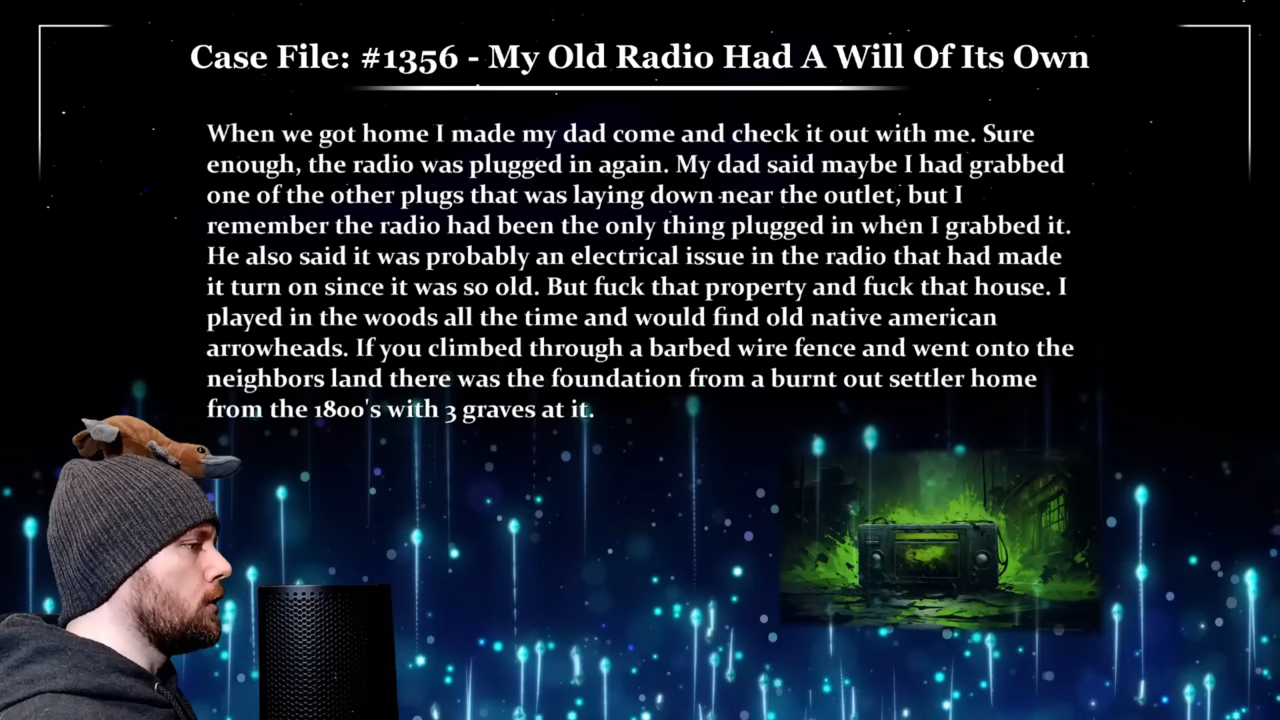 Case File: #1356 - My Old Radio Had A Will Of Its Own
When we got home I made my dad come and check it out with me. Sure
enough, the radio was plugged in again. My dad said maybe I had grabbed
one of the other plugs that was laying down near the outlet, but I
remember the radio had been the only thing plugged in when I grabbed it.
He also said it was probably an electrical issue in the radio that had made
it turn on since it was so old. But fuck that property and fuck that house. I
played in the woods all the time and would find old native american
arrowheads. If you climbed through a barbed wire fence and went onto the
neighbors land there was the foundation from a burnt out settler home
from the 1800's with 3 graves at it.